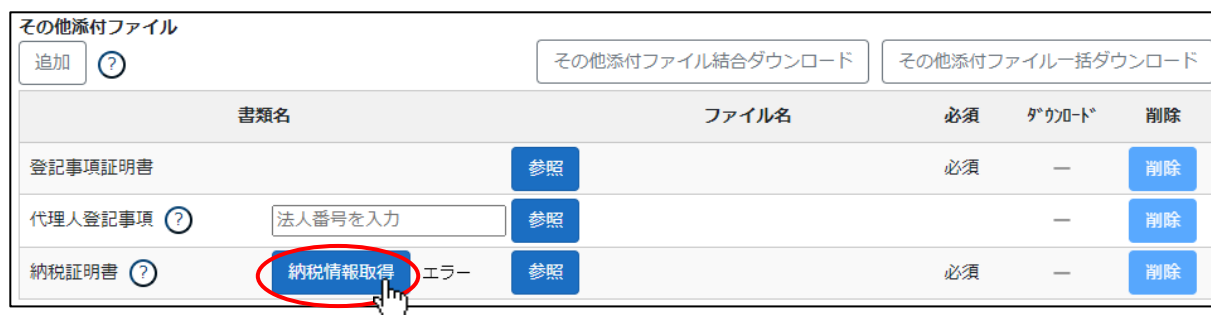 その他添付ファイル
追加 ? その他添付ファイル結合ダウンロード その他添付ファイル一括ダウンロード
書類名 ファイル名 必須 ﾀﾞｳﾝﾛｰﾄﾞ 削除
登記事項証明書 参照 必須 ― 削除
代理人登記事項 ? 法人番号を入力 参照 ― 削除
納税証明書 ? 納税情報取得 エラー 参照 必須 ― 削除